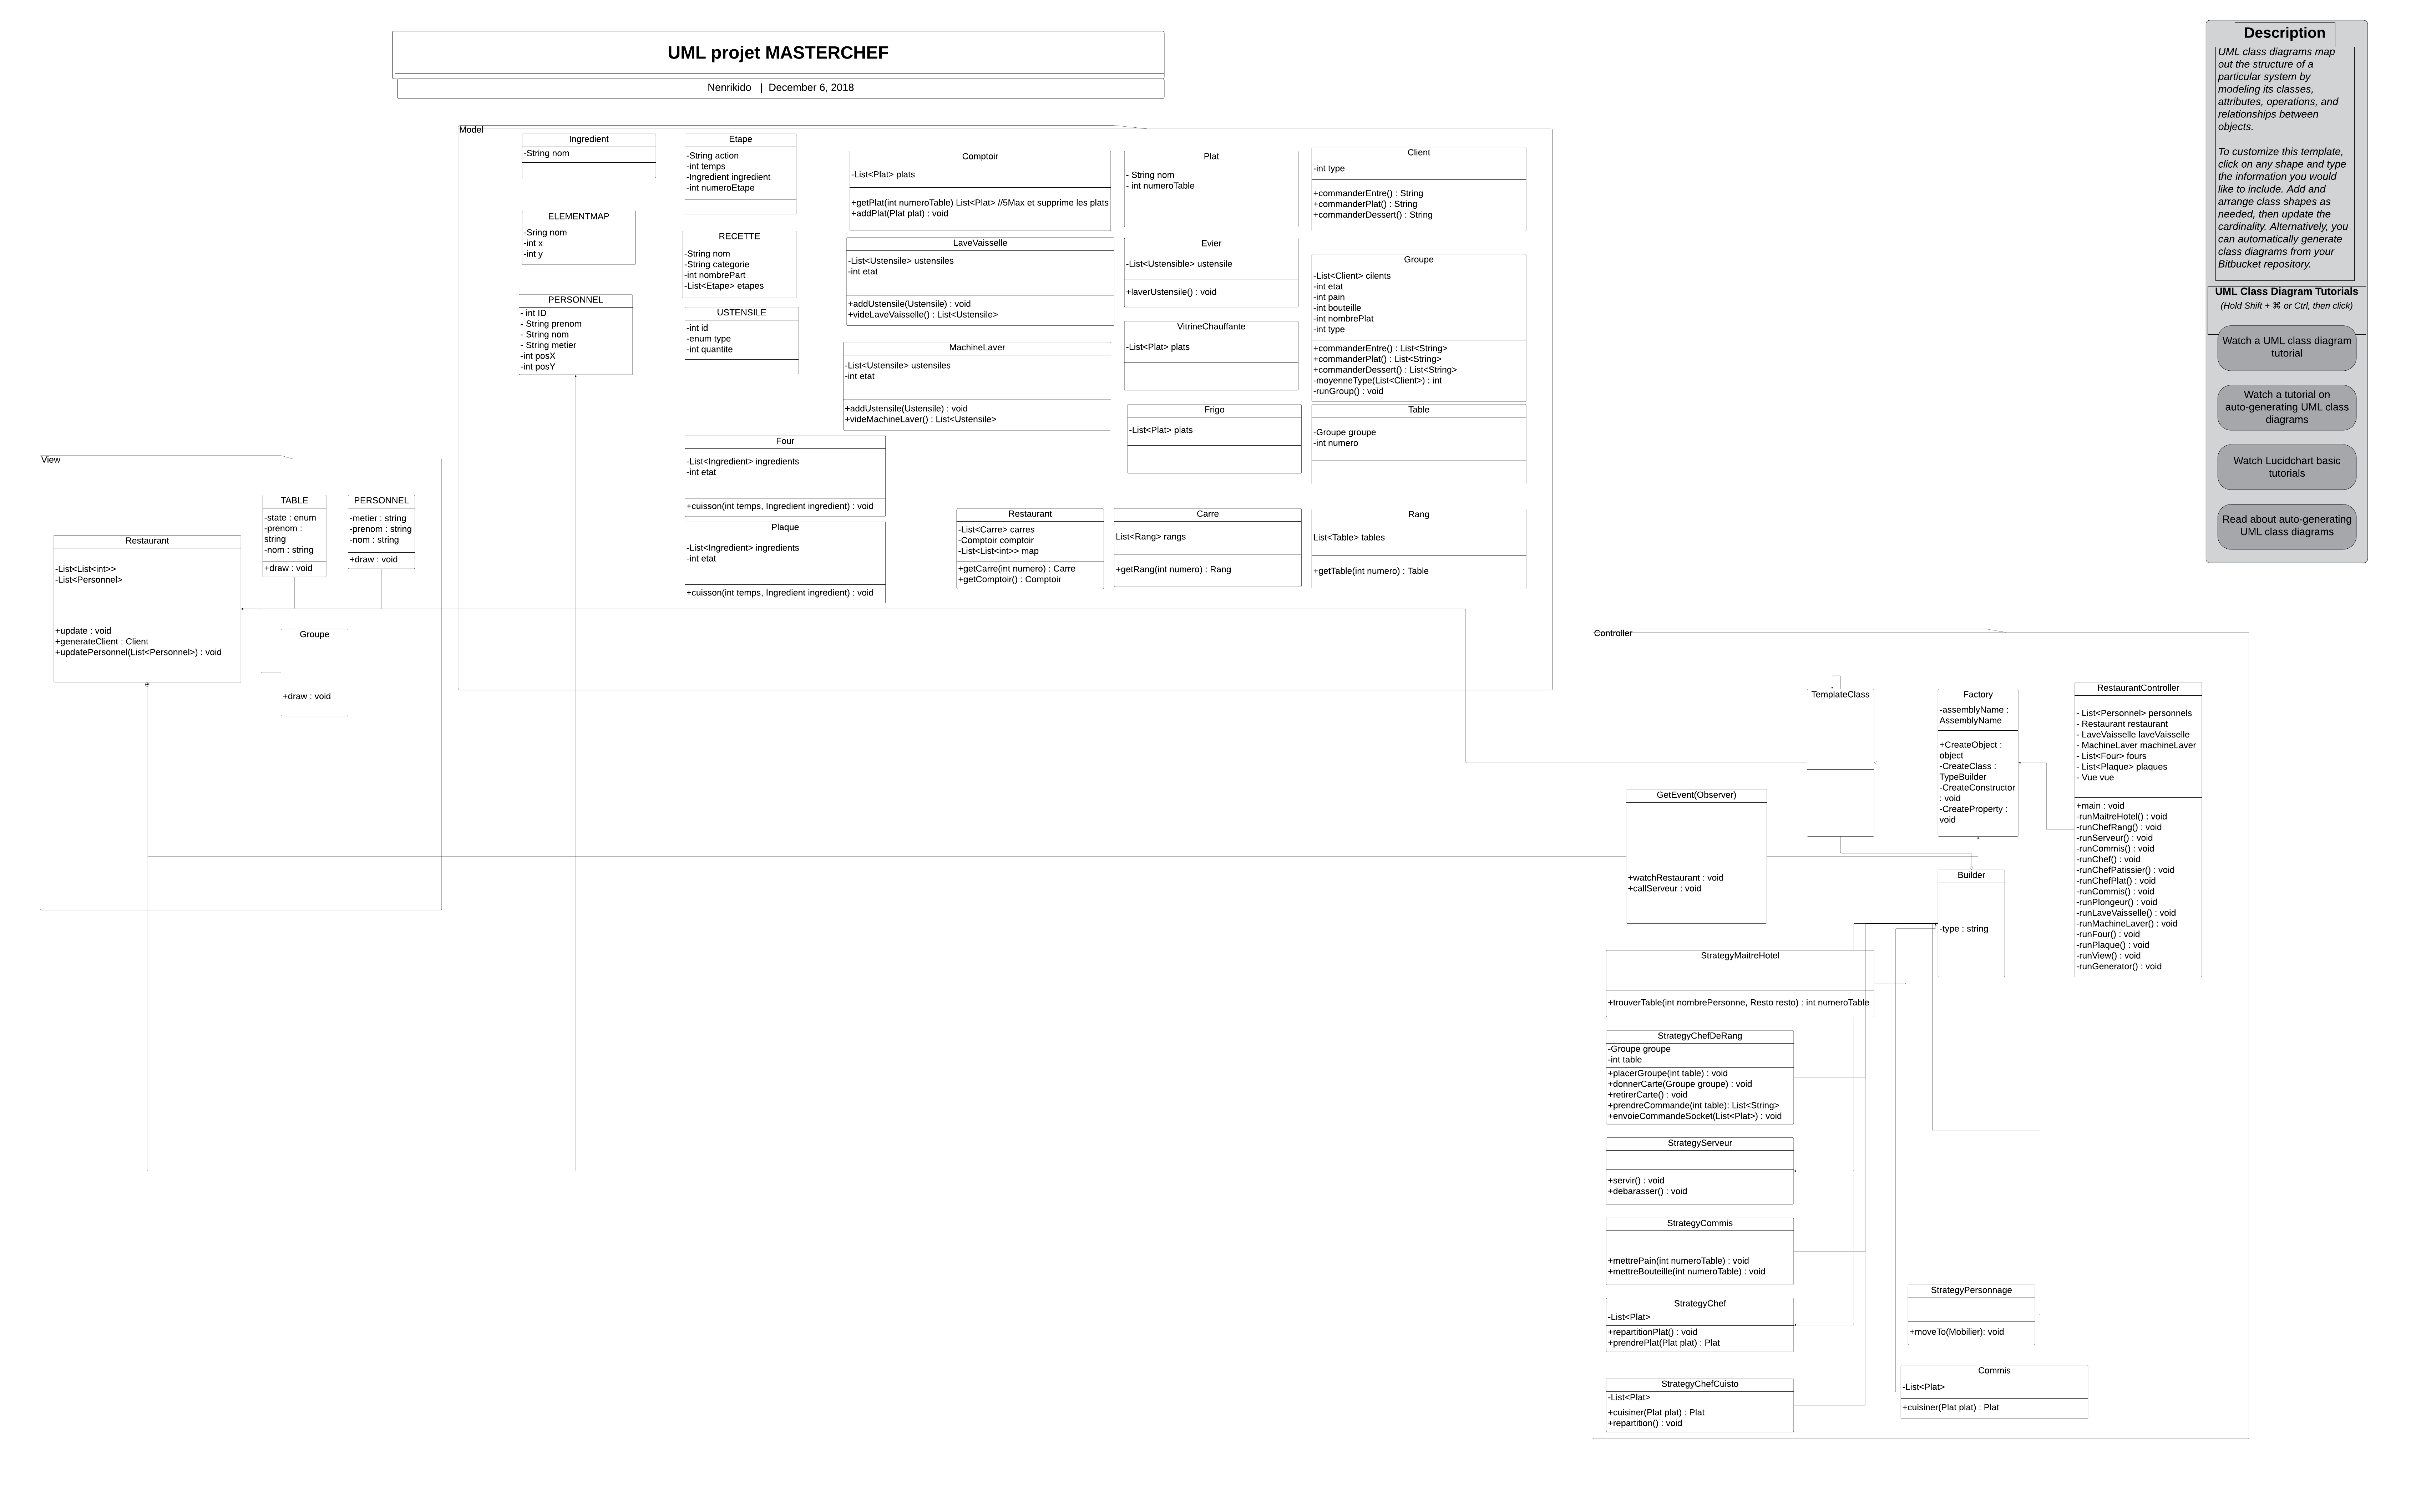 UML projet MASTERCHEF
Nenrikido | December 6, 2018
Description
UML class diagrams map
out the structure of a
particular system by
modeling its classes,
attributes, operations, and
relationships between
objects.
To customize this template,
click on any shape and type
the information you would
like to include. Add and
arrange class shapes as
needed, then update the
cardinality. Alternatively, you
can automatically generate
class diagrams from your
Bitbucket repository.
UML Class Diagram Tutorials
(Hold Shift + ⌘ or Ctrl, then click)
Watch a UML class diagram
tutorial
Watch a tutorial on
auto-generating UML class
diagrams
Watch Lucidchart basic
tutorials
Read about auto-generating
UML class diagrams
Model
Ingredient
-String nom
ELEMENTMAP
-Sring nom
-int x
-int y
PERSONNEL
- int ID
- String prenom
- String nom
- String metier
-int posX
-int posY
Etape
-String action
-int temps
-Ingredient ingredient
-int numeroEtape
RECETTE
-String nom
-String categorie
-int nombrePart
-List<Etape> etapes
USTENSILE
-int id
-enum type
-int quantite
Comptoir
-List<Plat> plats
+getPlat(int numeroTable) List<Plat> //5Max et supprime les plats
+addPlat(Plat plat) : void
LaveVaisselle
-List<Ustensile> ustensiles
-int etat
+addUstensile(Ustensile) : void
+videLaveVaisselle() : List<Ustensile>
MachineLaver
-List<Ustensile> ustensiles
-int etat
+addUstensile(Ustensile) : void
+videMachineLaver() : List<Ustensile>
Four
-List<Ingredient> ingredients
-int etat
+cuisson(int temps, Ingredient ingredient) : void
Plaque
-List<Ingredient> ingredients
-int etat
+cuisson(int temps, Ingredient ingredient) : void
Plat
- String nom
- int numeroTable
Evier
-List<Ustensible> ustensile
+laverUstensile() : void
VitrineChauffante
-List<Plat> plats
Frigo
-List<Plat> plats
Client
-int type
+commanderEntre() : String
+commanderPlat() : String
+commanderDessert() : String
Groupe
-List<Client> cilents
-int etat
-int pain
-int bouteille
-int nombrePlat
-int type
+commanderEntre() : List<String>
+commanderPlat() : List<String>
+commanderDessert() : List<String>
-moyenneType(List<Client>) : int
-runGroup() : void
Table
-Groupe groupe
-int numero
Restaurant
-List<Carre> carres
-Comptoir comptoir
-List<List<int>> map
+getCarre(int numero) : Carre
+getComptoir() : Comptoir
Carre
List<Rang> rangs
+getRang(int numero) : Rang
Rang
List<Table> tables
+getTable(int numero) : Table
View
Restaurant
-List<List<int>>
-List<Personnel>
+update : void
+generateClient : Client
+updatePersonnel(List<Personnel>) : void
TABLE
-state : enum
-prenom :
string
-nom : string
+draw : void
PERSONNEL
-metier : string
-prenom : string
-nom : string
+draw : void
Groupe
+draw : void
Controller
TemplateClass
Factory
-assemblyName :
AssemblyName
+CreateObject :
object
-CreateClass :
TypeBuilder
-CreateConstructor
: void
-CreateProperty :
void
RestaurantController
- List<Personnel> personnels
- Restaurant restaurant
- LaveVaisselle laveVaisselle
- MachineLaver machineLaver
- List<Four> fours
- List<Plaque> plaques
- Vue vue
+main : void
-runMaitreHotel() : void
-runChefRang() : void
-runServeur() : void
-runCommis() : void
-runChef() : void
-runChefPatissier() : void
-runChefPlat() : void
-runCommis() : void
-runPlongeur() : void
-runLaveVaisselle() : void
-runMachineLaver() : void
-runFour() : void
-runPlaque() : void
-runView() : void
-runGenerator() : void
GetEvent(Observer)
+watchRestaurant : void
+callServeur : void
Builder
-type : string
StrategyMaitreHotel
+trouverTable(int nombrePersonne, Resto resto) : int numeroTable
StrategyChefDeRang
-Groupe groupe
-int table
+placerGroupe(int table) : void
+donnerCarte(Groupe groupe) : void
+retirerCarte() : void
+prendreCommande(int table): List<String>
+envoieCommandeSocket(List<Plat>) : void
StrategyServeur
+servir() : void
+debarasser() : void
StrategyCommis
+mettrePain(int numeroTable) : void
+mettreBouteille(int numeroTable) : void
StrategyChef
-List<Plat>
+repartitionPlat() : void
+prendrePlat(Plat plat) : Plat
StrategyChefCuisto
-List<Plat>
+cuisiner(Plat plat) : Plat
+repartition() : void
StrategyPersonnage
+moveTo(Mobilier): void
Commis
-List<Plat>
+cuisiner(Plat plat) : Plat